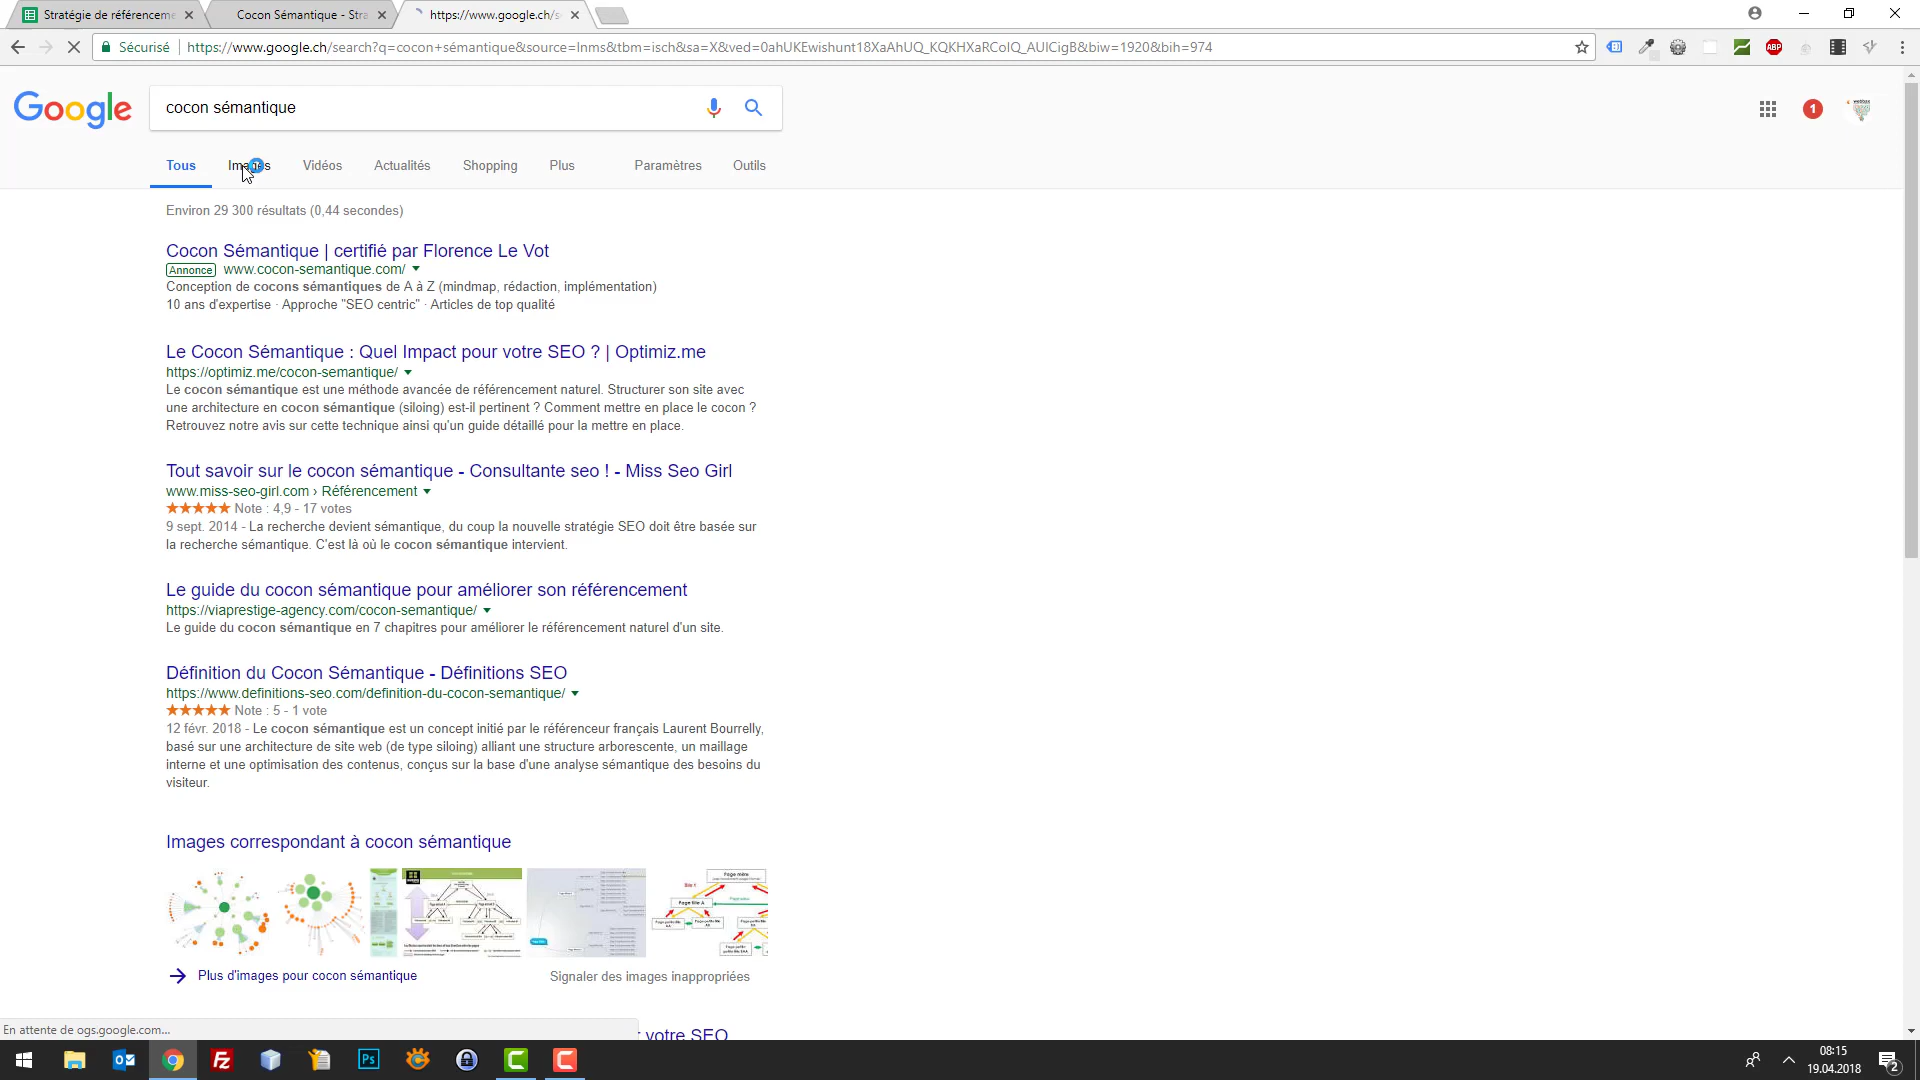 Stratégie de référenceme
Cocon Sémantique - Stra
https://www.google.ch/s
Sécurisé
https://www.google.ch/search?q=cocon+sémantique&source=lnms&tbm=isch&sa=X&ved=0ahUKEwishunt18XaAhUQ_KQKHXaRCoIQ_AUICigB&biw=1920&bih=974
ABP
Google
cocon sémantique
1
Tous
Images
Vidéos
Actualités
Shopping
Plus
Paramètres
Outils
Environ 29 300 résultats (0,44 secondes)
Cocon Sémantique | certifié par Florence Le Vot
Annonce www.cocon-semantique.com/
Conception de cocons sémantiques de A à Z (mindmap, rédaction, implémentation)
10 ans d'expertise · Approche "SEO centric" · Articles de top qualité
Le Cocon Sémantique : Quel Impact pour votre SEO ? | Optimiz.me
https://optimiz.me/cocon-semantique/
Le cocon sémantique est une méthode avancée de référencement naturel. Structurer son site avec
une architecture en cocon sémantique (siloing) est-il pertinent ? Comment mettre en place le cocon ?
Retrouvez notre avis sur cette technique ainsi qu'un guide détaillé pour la mettre en place.
Tout savoir sur le cocon sémantique - Consultante seo ! - Miss Seo Girl
www.miss-seo-girl.com › Référencement
Note : 4,9 - 17 votes
9 sept. 2014 - La recherche devient sémantique, du coup la nouvelle stratégie SEO doit être basée sur
la recherche sémantique. C'est là où le cocon sémantique intervient.
Le guide du cocon sémantique pour améliorer son référencement
https://viaprestige-agency.com/cocon-semantique/
Le guide du cocon sémantique en 7 chapitres pour améliorer le référencement naturel d'un site.
Définition du Cocon Sémantique - Définitions SEO
https://www.definitions-seo.com/definition-du-cocon-semantique/
Note : 5 - 1 vote
12 févr. 2018 - Le cocon sémantique est un concept initié par le référenceur français Laurent Bourrelly,
basé sur une architecture de site web (de type siloing) alliant une structure arborescente, un maillage
interne et une optimisation des contenus, conçus sur la base d'une analyse sémantique des besoins du
visiteur.
Images correspondant à cocon sémantique
Page mère
Page fille A
Plus d'images pour cocon sémantique
Signaler des images inappropriées
votre SEO
En attente de ogs.google.com...
Fz
Ps
08:15
19.04.2018
2